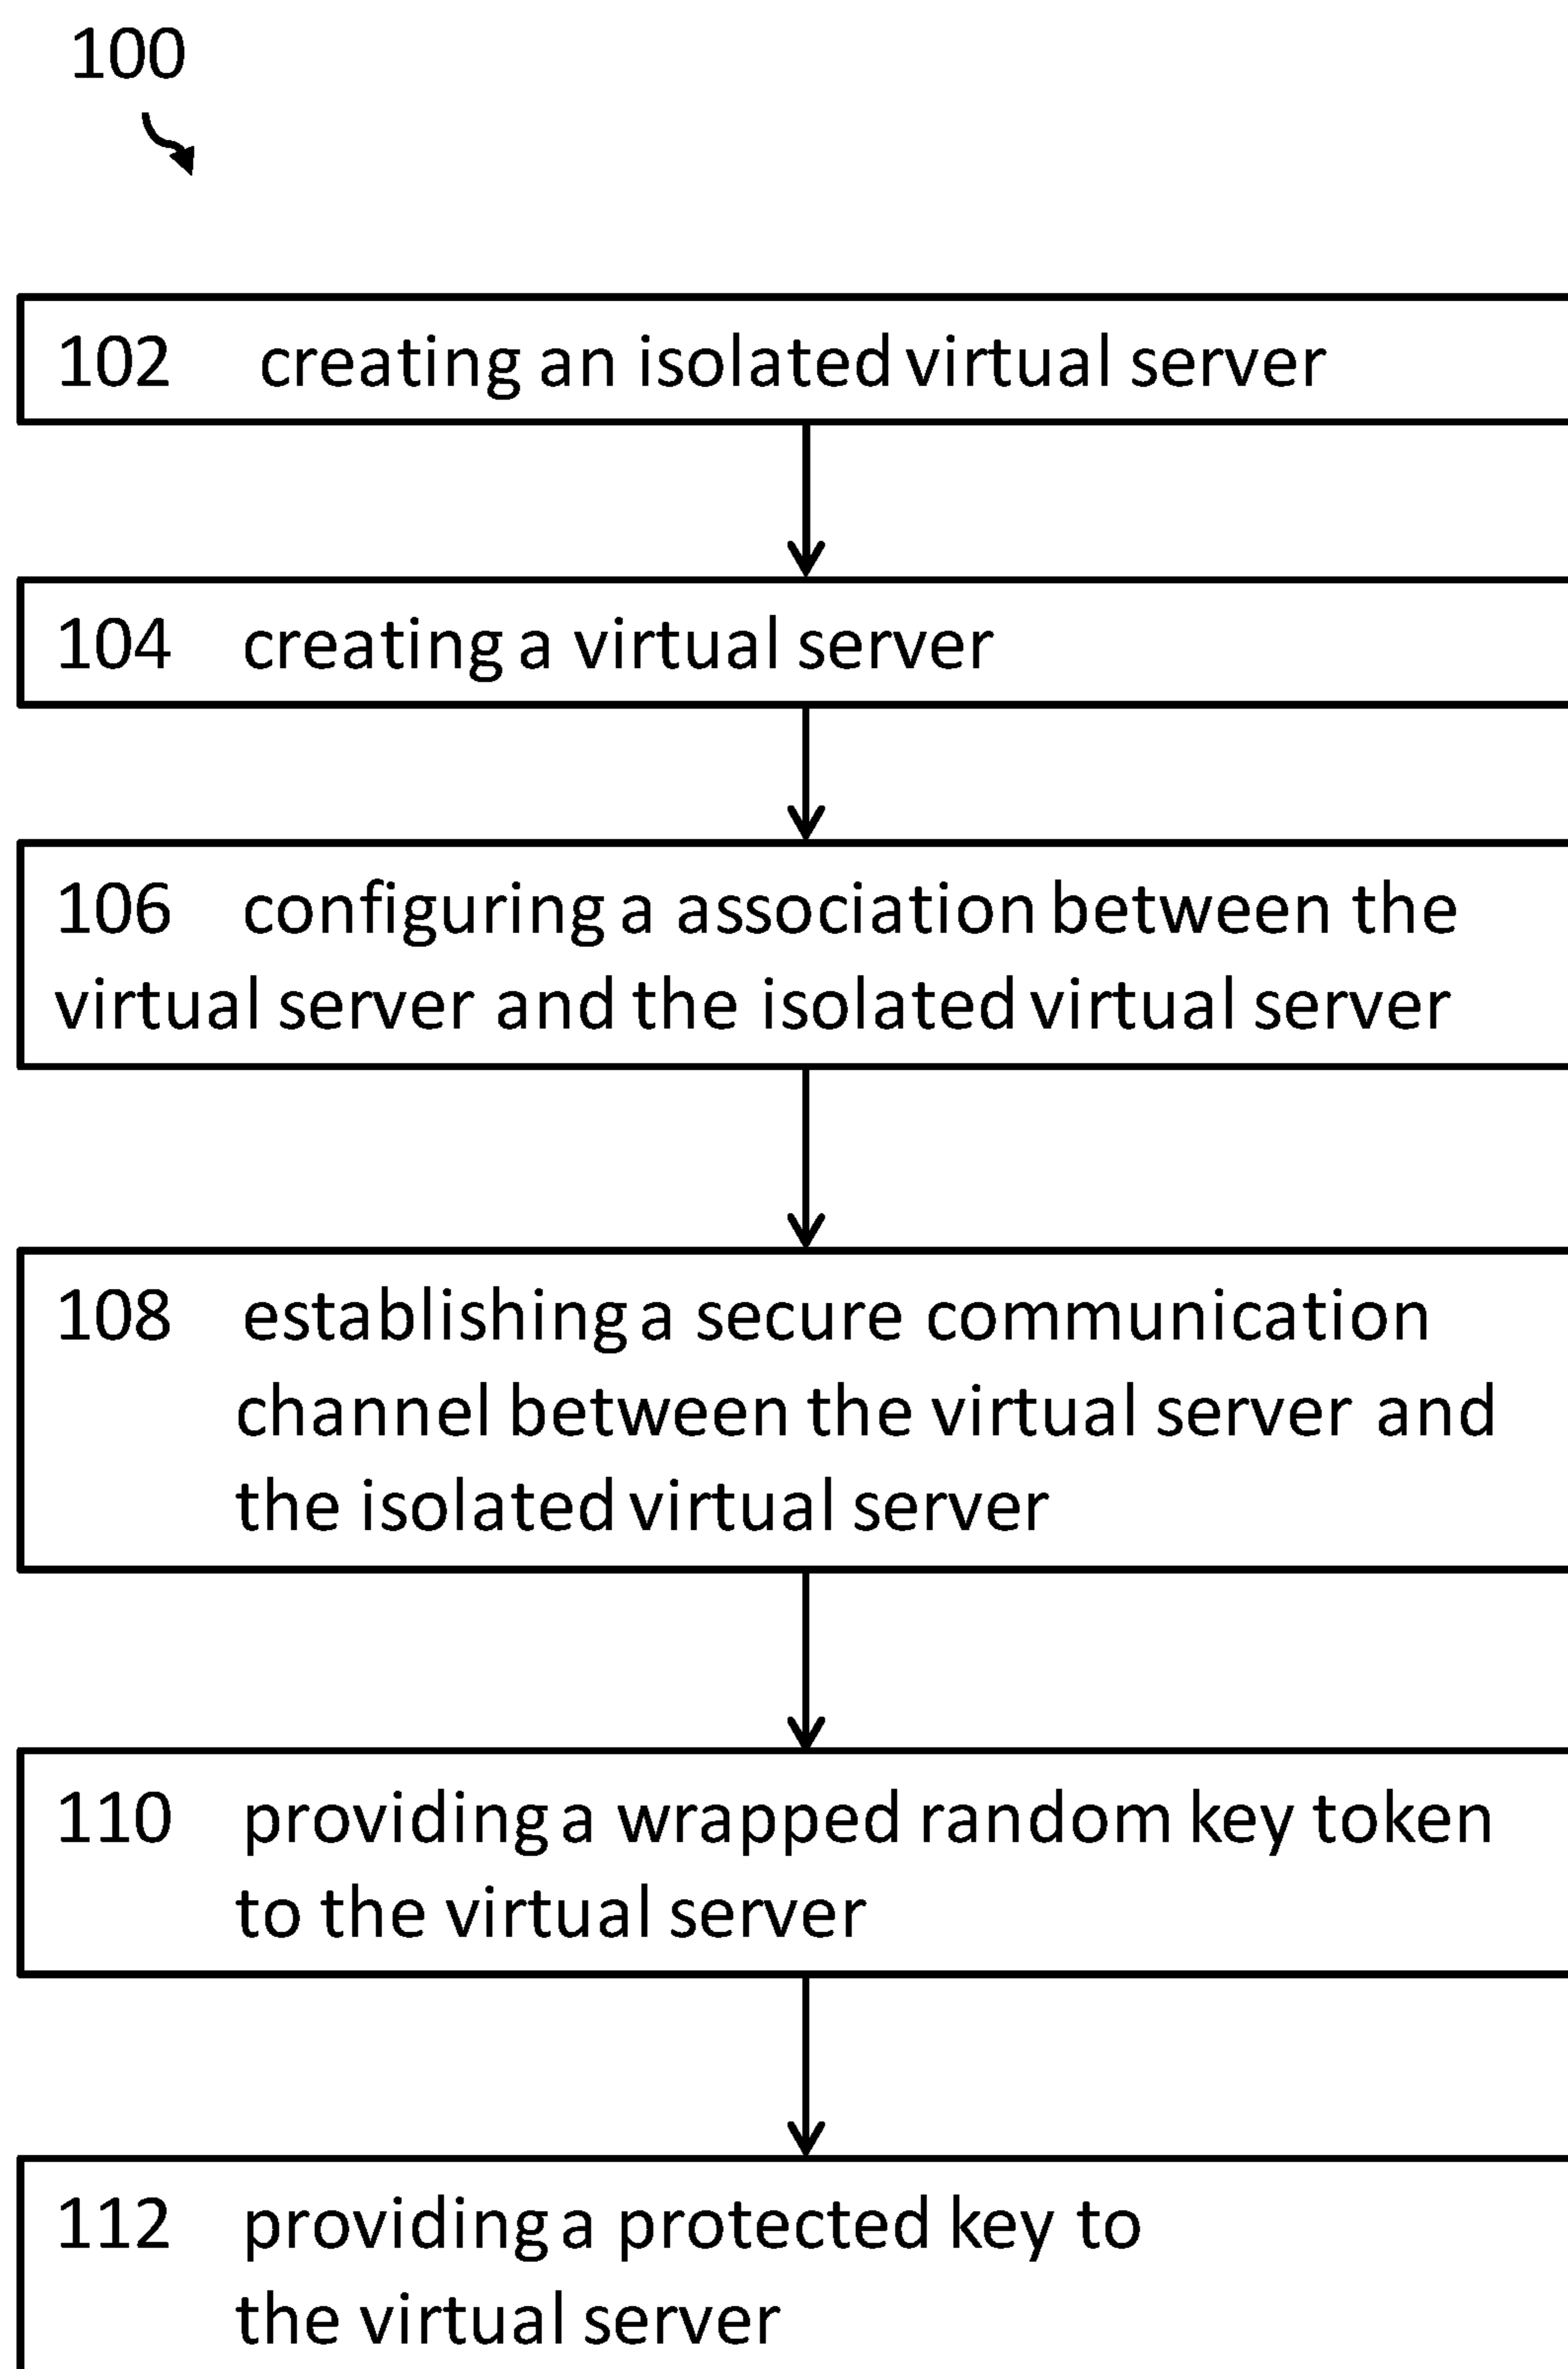 100
102 creating an isolated virtual server
104 creating a virtual server
106 configuring a association between the
virtual server and the isolated virtual server
108 establishing a secure communication
channel between the virtual server and
the isolated virtual server
110 providing a wrapped random key token
to the virtual server
112 providing a protected key to
the virtual server